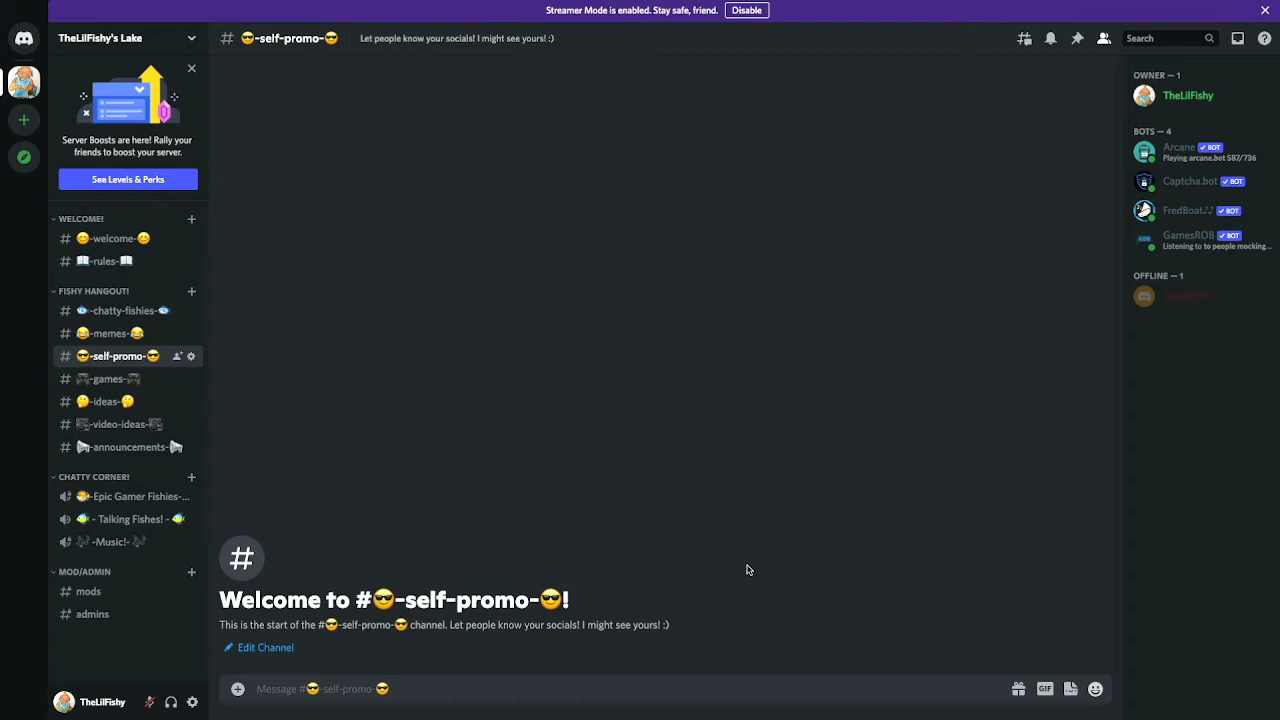 Streamer Mode is enabled. Stay safe, friend. Disable
TheLilFishy's Lake
# 😎-self-promo-😎 Let people know your socials! I might see yours! :)
Search
Server Boosts are here! Rally your
friends to boost your server.
See Levels & Perks
WELCOME!
# 😊-welcome-😊
# 📖-rules-📖
FISHY HANGOUT!
# 🐟-chatty-fishies-🐟
# 😂-memes-😂
# 😎-self-promo-😎
# 🎮-games-🎮
# 🤔-ideas-🤔
-video-ideas-
# 📢-announcements-📢
CHATTY CORNER!
🐡-Epic Gamer Fishies-...
🐠 - Talking Fishes! - 🐠
🎶 -Music!- 🎶
MOD/ADMIN
# mods
# admins
TheLilFishy
#
Welcome to #😎-self-promo-😎!
This is the start of the #😎-self-promo-😎 channel. Let people know your socials! I might see yours! :)
Edit Channel
Message #😎-self-promo-😎
GIF
OWNER — 1
TheLilFishy
BOTS — 4
Arcane ✓ BOT
Playing arcane.bot 587/736
Captcha.bot ✓ BOT
FredBoat♪♪ ✓ BOT
GamesROB ✓ BOT
Listening to to people mocking...
OFFLINE — 1